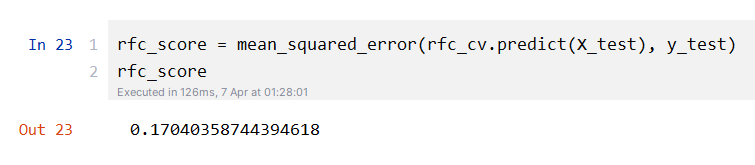 In 23 1 rfc_score = mean_squared_error(rfc_cv.predict(X_test), y_test)
2 rfc_score
Executed in 126ms, 7 Apr at 01:28:01
Out 23 0.17040358744394618